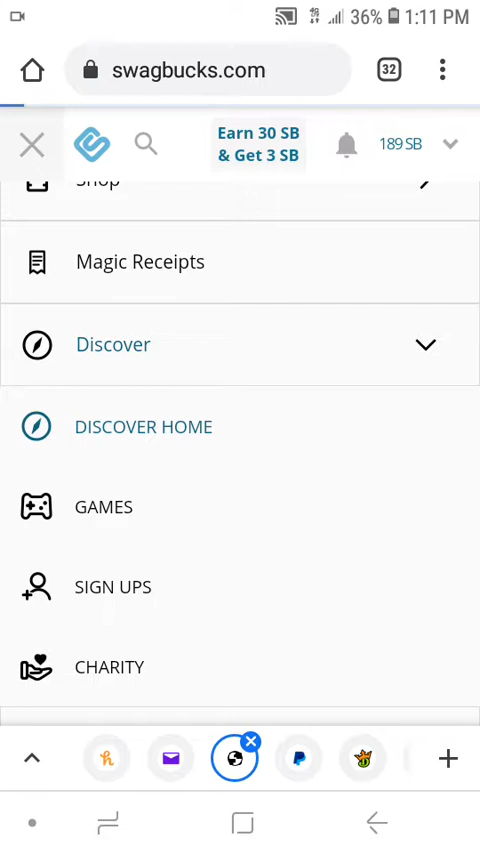 36% 1:11 PM
swagbucks.com
32
Earn 30 SB
& Get 3 SB
189 SB
Shop
Magic Receipts
Discover
DISCOVER HOME
GAMES
SIGN UPS
CHARITY